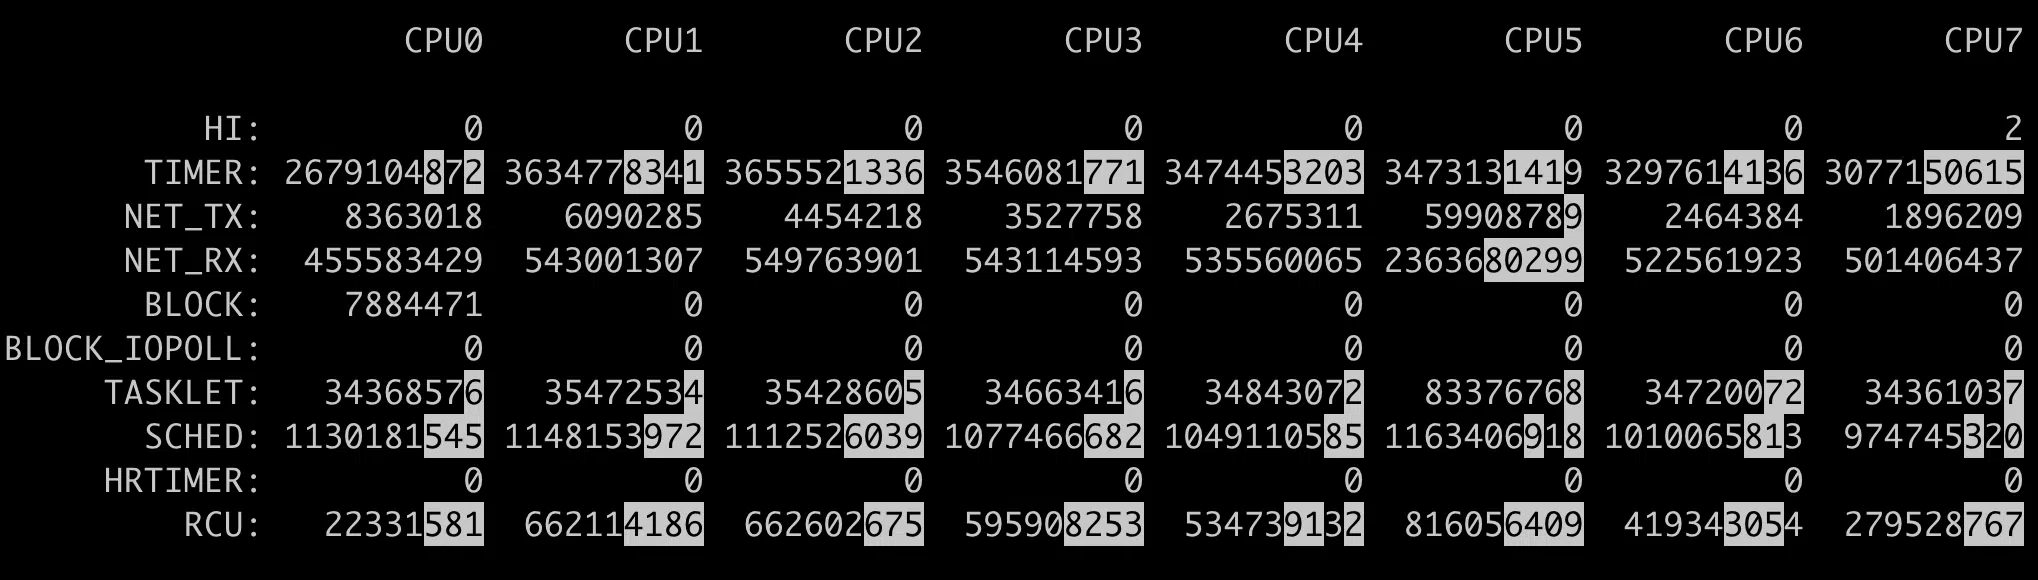 CPU0 CPU1 CPU2 CPU3 CPU4 CPU5 CPU6 CPU7
HI: 0 0 0 0 0 0 0 2
TIMER: 2679104872 3634778341 3655521336 3546081771 3474453203 3473131419 3297614136 3077150615
NET_TX: 8363018 6090285 4454218 3527758 2675311 59908789 2464384 1896209
NET_RX: 455583429 543001307 549763901 543114593 535560065 2363680299 522561923 501406437
BLOCK: 7884471 0 0 0 0 0 0 0
BLOCK_IOPOLL: 0 0 0 0 0 0 0 0
TASKLET: 34368576 35472534 35428605 34663416 34843072 83376768 34720072 34361037
SCHED: 1130181545 1148153972 1112526039 1077466682 1049110585 1163406918 1010065813 974745320
HRTIMER: 0 0 0 0 0 0 0 0
RCU: 22331581 662114186 662602675 595908253 534739132 816056409 419343054 279528767